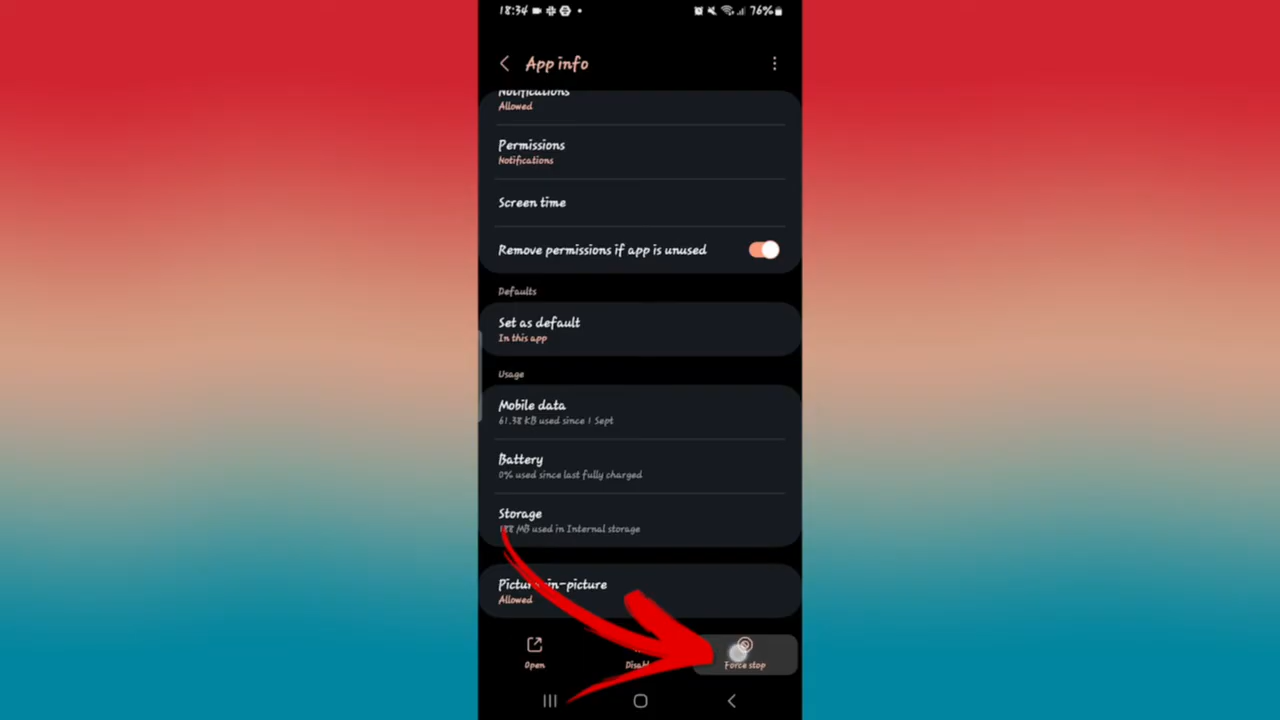 18:34
76%
App info
Notifications
Allowed
Permissions
Notifications
Screen time
Remove permissions if app is unused
Defaults
Set as default
In this app
Usage
Mobile data
61.38 KB used since 1 Sept
Battery
0% used since last fully charged
Storage
MB used in Internal storage
Picture-in-picture
Allowed
Open
Force stop